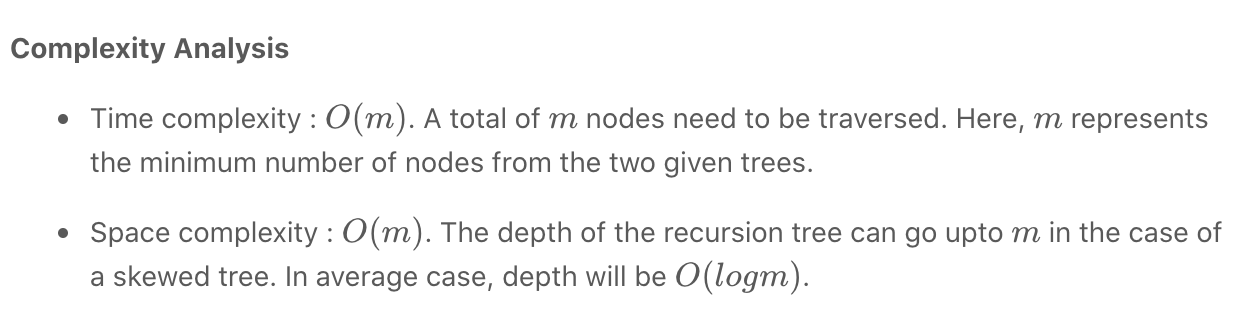 Complexity Analysis
• Time complexity : O(m). A total of m nodes need to be traversed. Here, m represents
the minimum number of nodes from the two given trees.
• Space complexity : O(m). The depth of the recursion tree can go upto m in the case of
a skewed tree. In average case, depth will be O(logm).